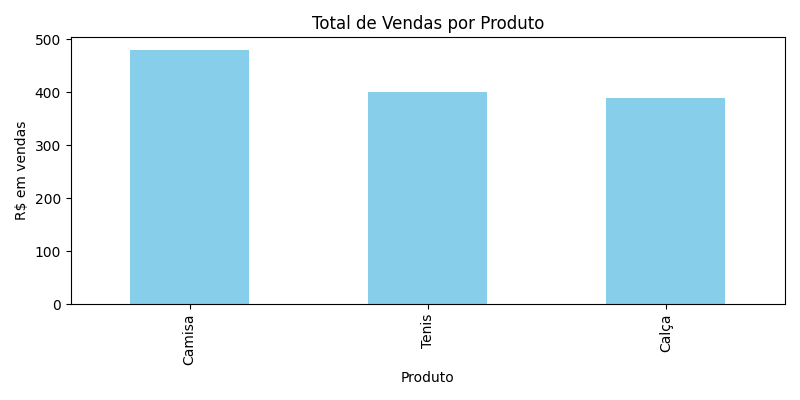 Total de Vendas por Produto
R$ em vendas
500
400
300
200
100
0
Camisa
Tenis
Calça
Produto